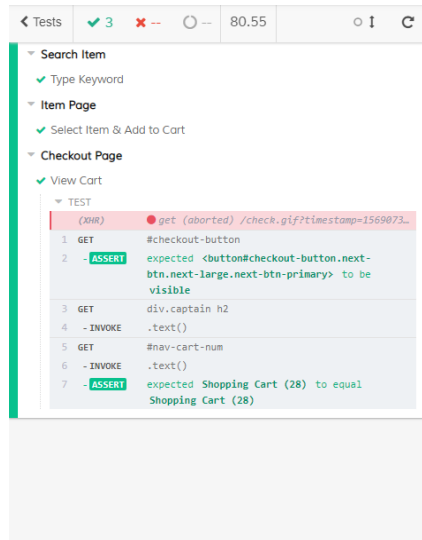 Tests 3 -- -- 80.55
Search Item
Type Keyword
Item Page
Select Item & Add to Cart
Checkout Page
View Cart
TEST
(XHR) get (aborted) /check.gif?timestamp=1569073…
1 GET #checkout-button
2 - ASSERT expected <button#checkout-button.next-
btn.next-large.next-btn-primary> to be
visible
3 GET div.captain h2
4 - INVOKE .text()
5 GET #nav-cart-num
6 - INVOKE .text()
7 - ASSERT expected Shopping Cart (28) to equal
Shopping Cart (28)